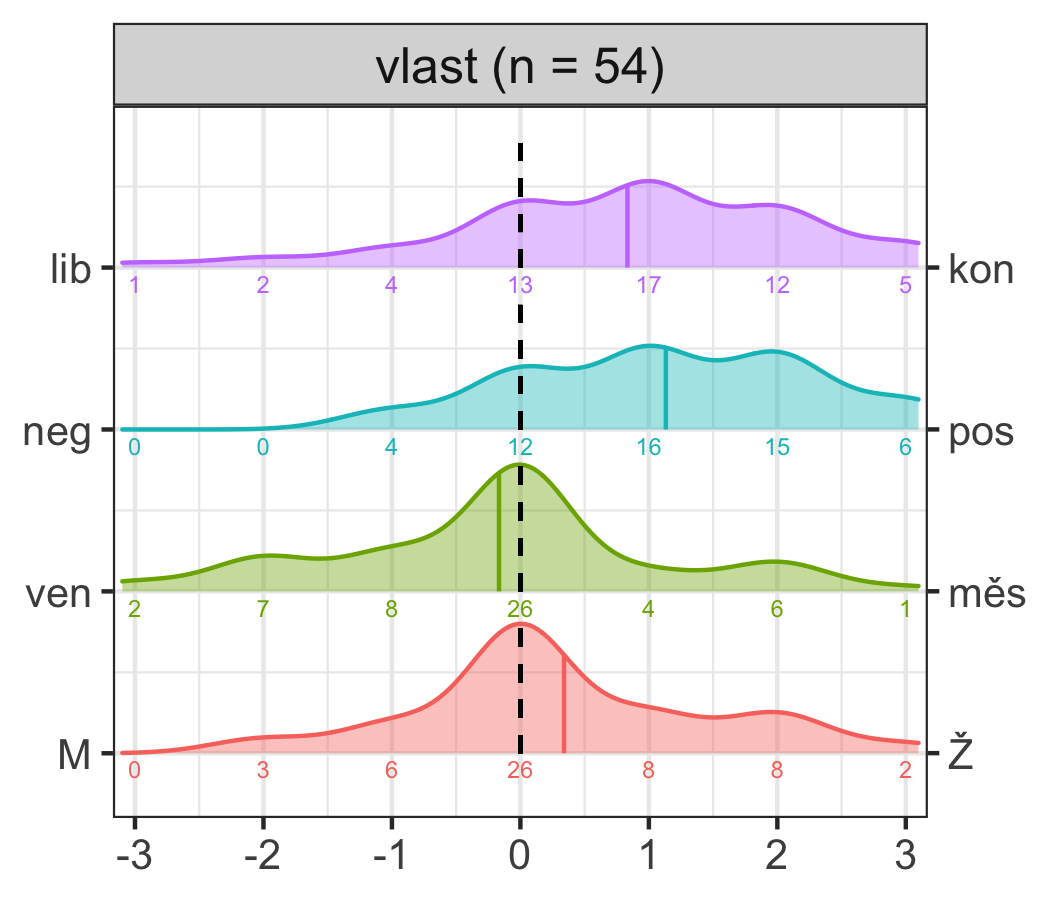 vlast (n = 54)
lib kon
1 2 4 13 17 12 5
neg pos
0 0 4 12 16 15 6
ven měs
2 7 8 26 4 6 1
M Ž
0 3 6 26 8 8 2
-3 -2 -1 0 1 2 3